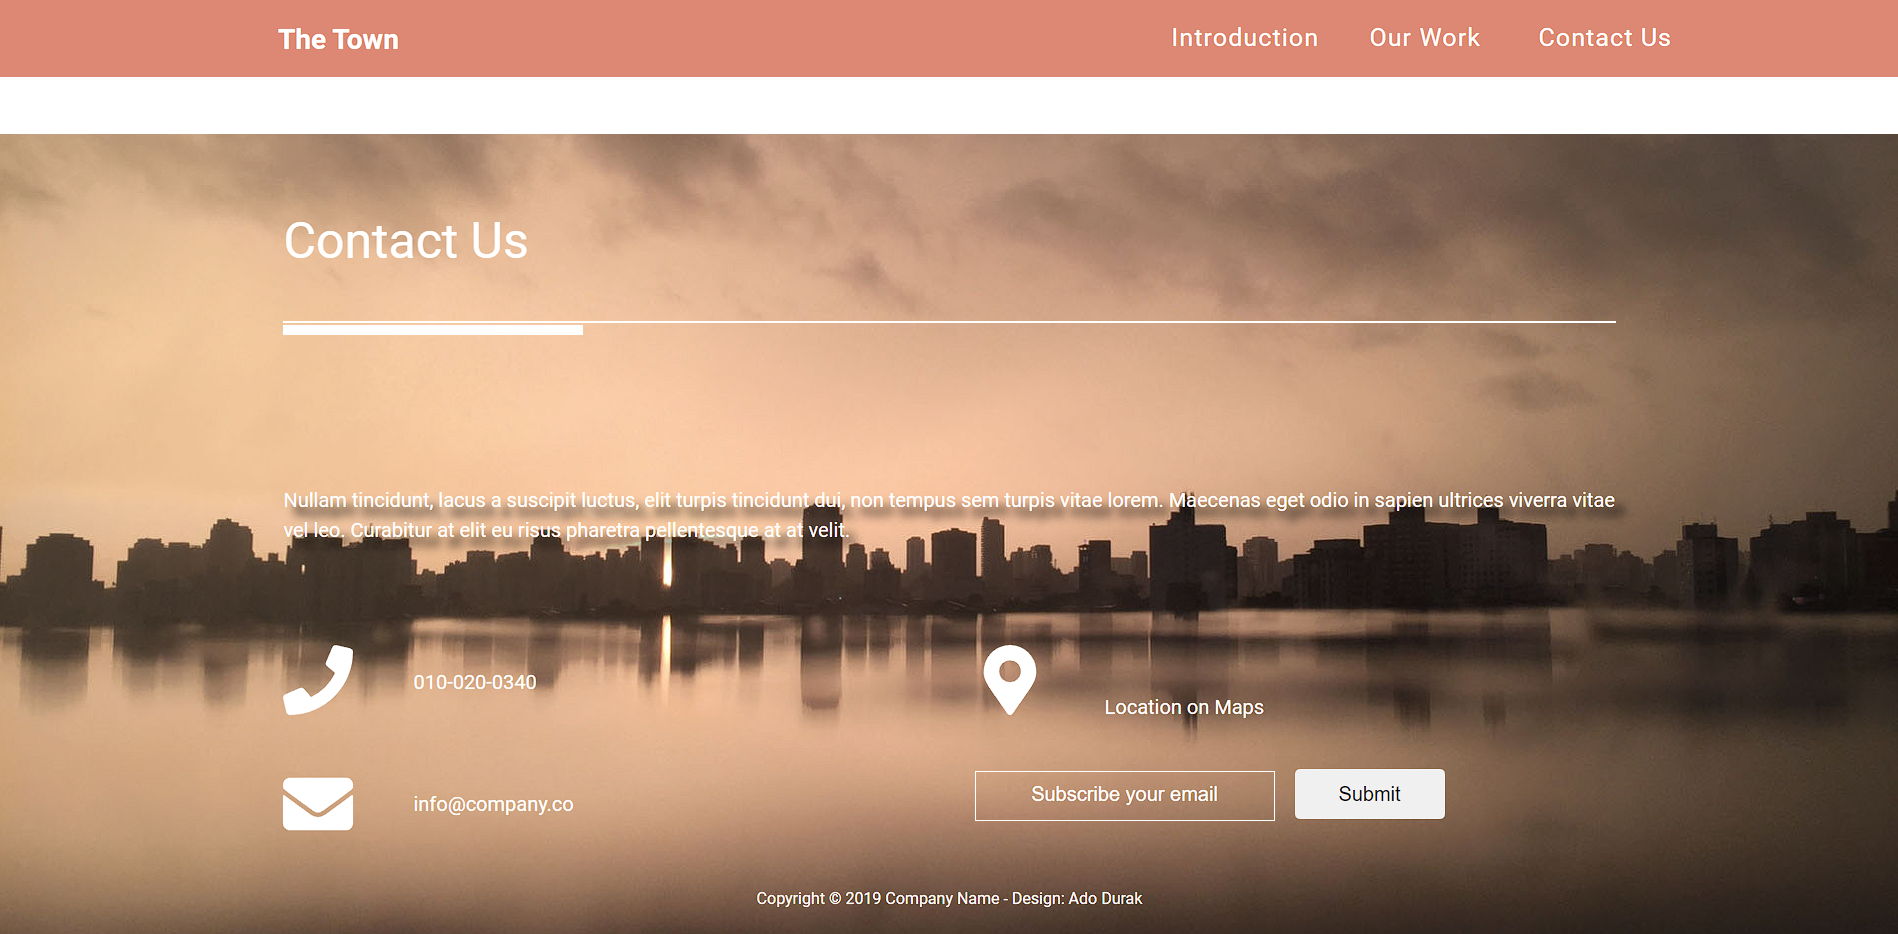 The Town
Introduction
Our Work
Contact Us
Contact Us
Nullam tincidunt, lacus a suscipit luctus, elit turpis tincidunt dui, non tempus sem turpis vitae lorem. Maecenas eget odio in sapien ultrices viverra vitae
vel leo. Curabitur at elit eu risus pharetra pellentesque at at velit.
010-020-0340
Location on Maps
info@company.co
Subscribe your email
Submit
Copyright © 2019 Company Name - Design: Ado Durak